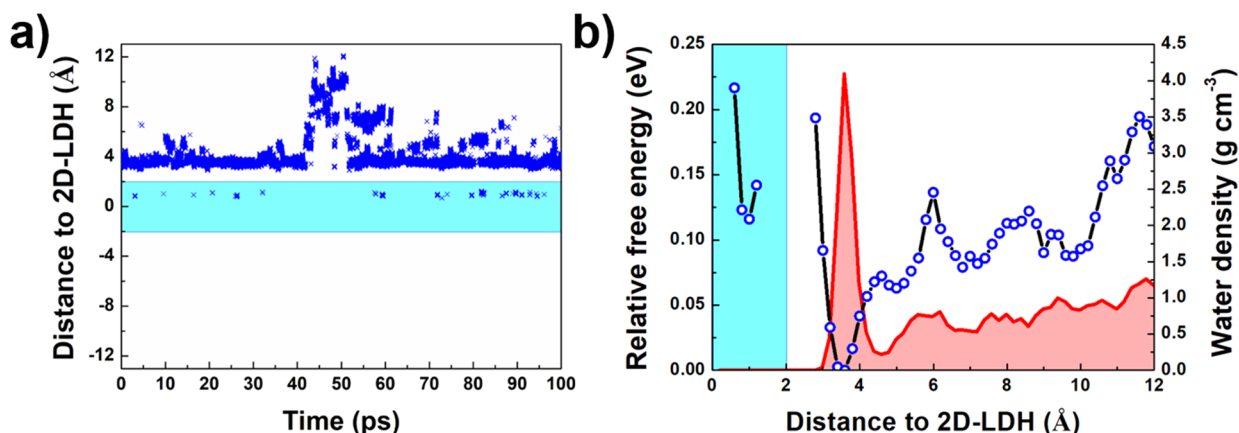 a)
Distance to 2D-LDH (Å)
12
8
4
0
-4
-8
-12
0 10 20 30 40 50 60 70 80 90 100
Time (ps)
b)
Relative free energy (eV)
0.25
0.20
0.15
0.10
0.05
0.00
0 2 4 6 8 10 12
Distance to 2D-LDH (Å)
4.5
4.0
3.5
3.0
2.5
2.0
1.5
1.0
0.5
0.0
Water density (g cm⁻³)